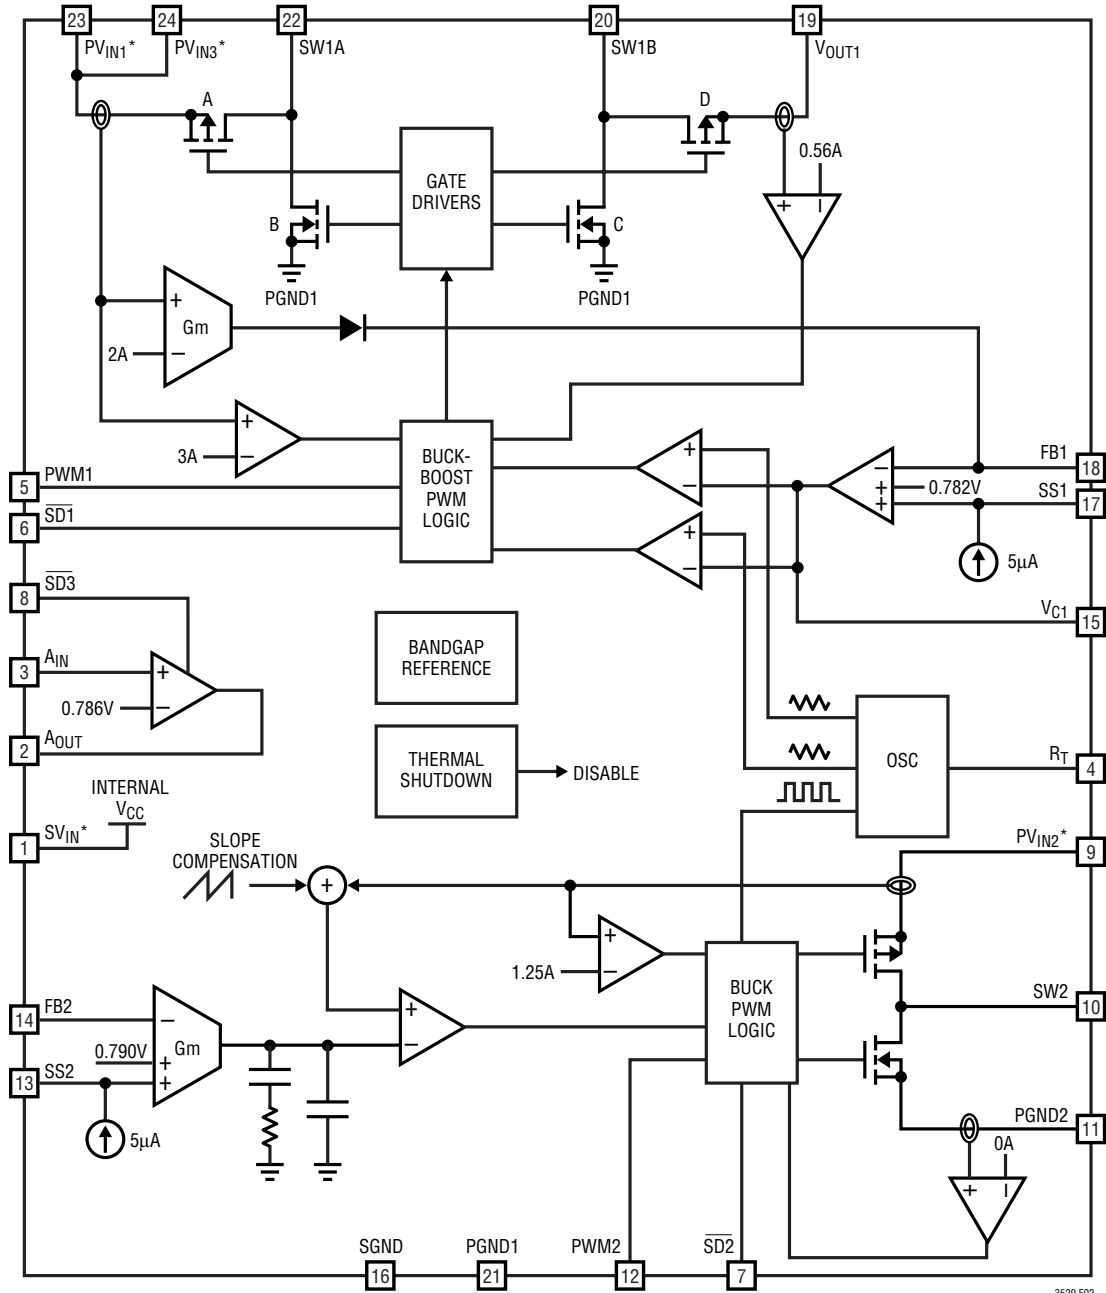 23 24 22 20 19
PVIN1* PVIN3* SW1A SW1B VOUT1
A D
0.56A
GATE
DRIVERS
+ –
B C
PGND1 PGND1
+
Gm
2A –
+
3A –
BUCK-
BOOST
PWM
LOGIC
+
–
+
–
–
+ 0.782V
+
FB1
18
SS1
17
5µA
VC1
15
PWM1
5
SD1
6
SD3
8
AIN
3
+
0.786V –
AOUT
2
BANDGAP
REFERENCE
THERMAL
SHUTDOWN
DISABLE
OSC
RT
4
INTERNAL
VCC
SVIN*
1
PVIN2*
9
SLOPE
COMPENSATION
+
+
1.25A –
BUCK
PWM
LOGIC
SW2
10
FB2
14
–
Gm
0.790V +
SS2
13
+
5µA
+
–
PGND2
11
0A
+ –
SGND PGND1 PWM2 SD2
16 21 12 7